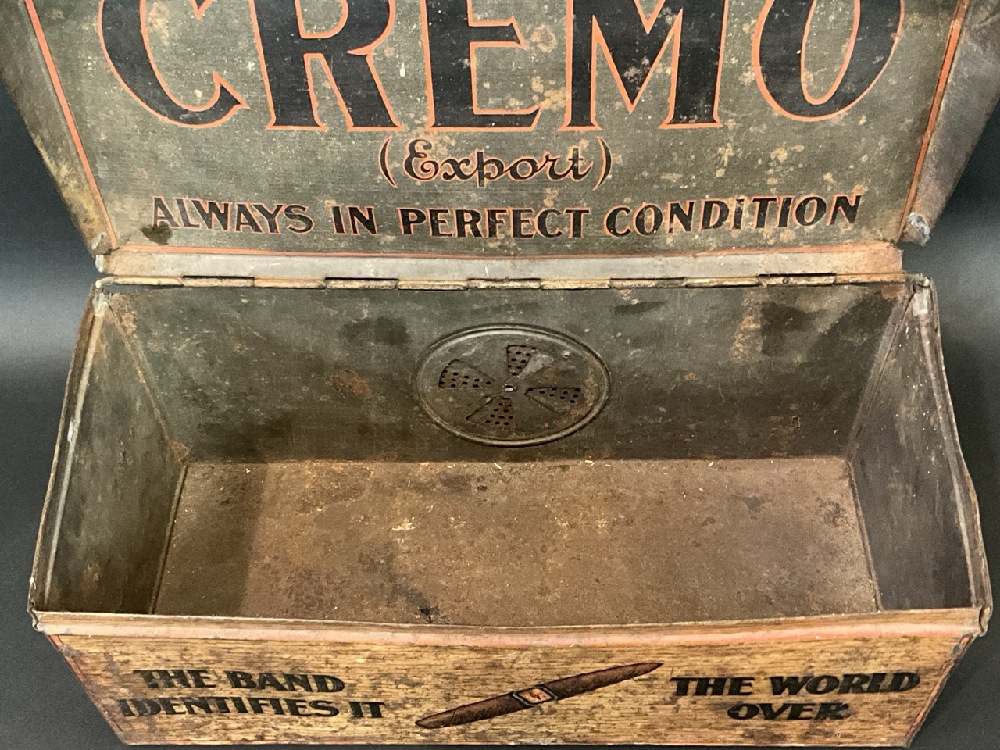 CREMO
(Export)
ALWAYS IN PERFECT CONDITION
THE BAND
IDENTIFIES IT
THE WORLD
OVER